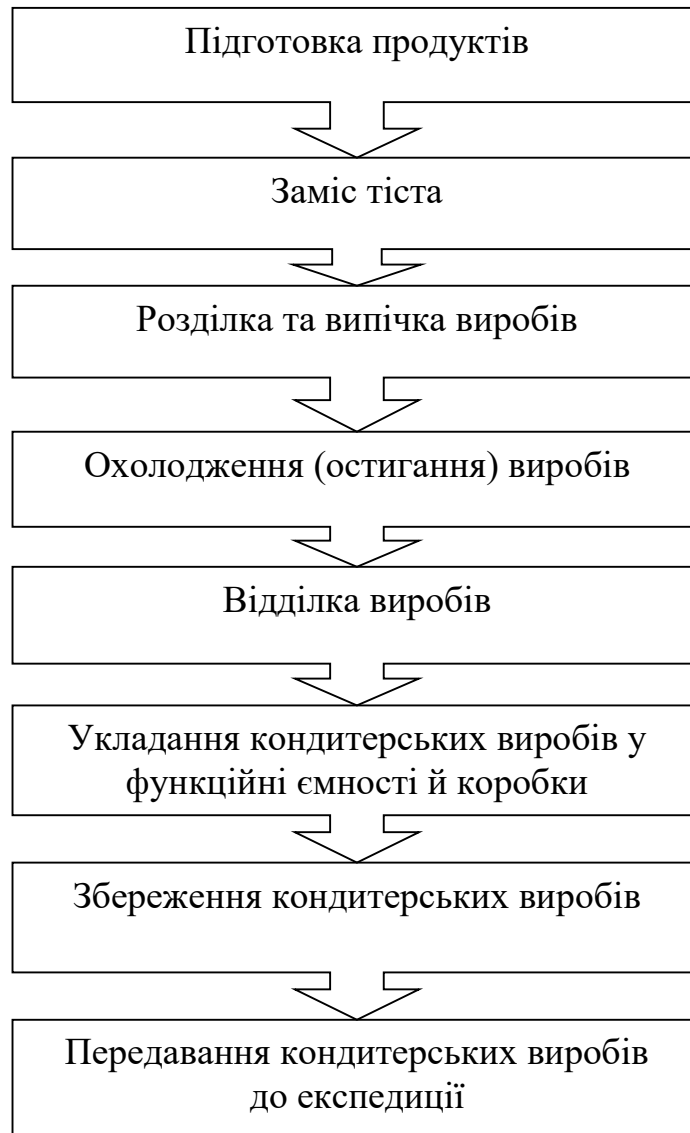 Підготовка продуктів
Заміс тіста
Розділка та випічка виробів
Охолодження (остигання) виробів
Відділка виробів
Укладання кондитерських виробів у
функційні ємності й коробки
Збереження кондитерських виробів
Передавання кондитерських виробів
до експедиції